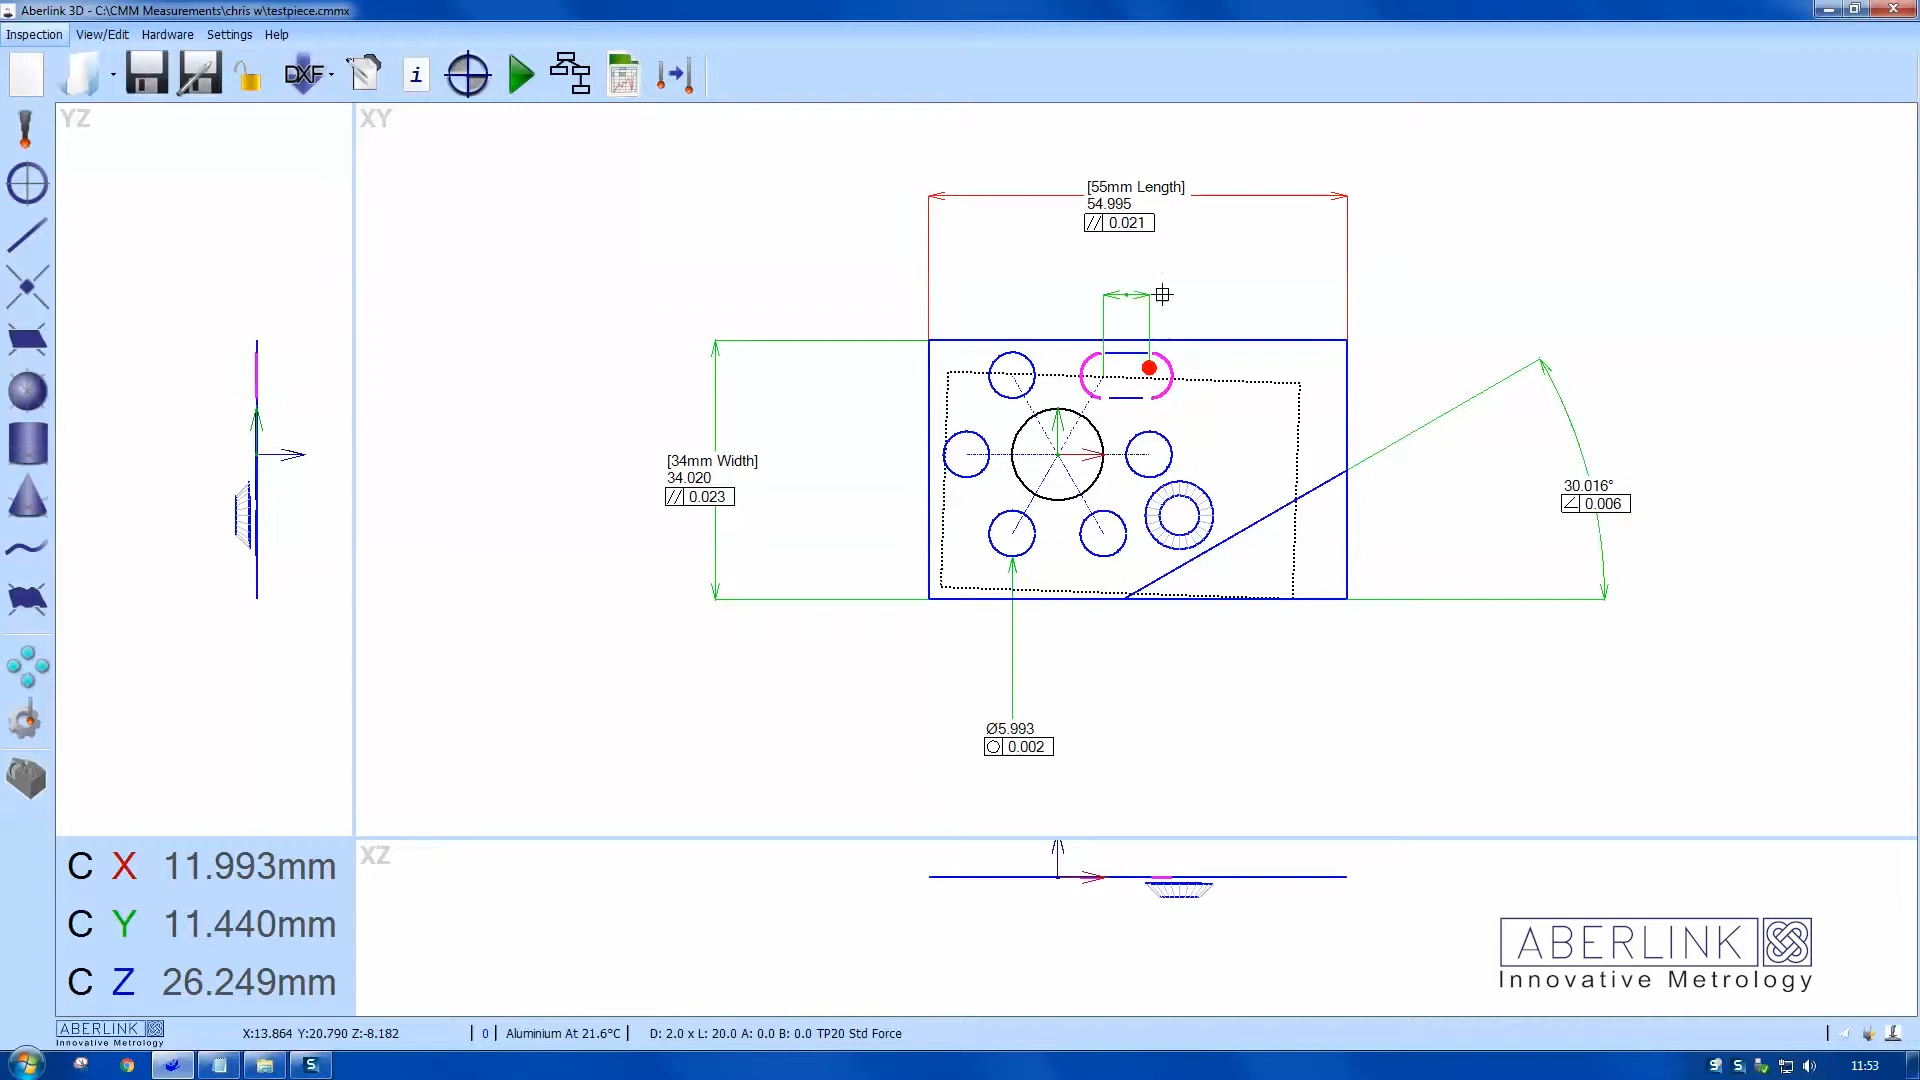 Aberlink 3D - C:\CMM Measurements\chris w\testpiece.cmmx
Inspection View/Edit Hardware Settings Help
DXF i
YZ
XY
[55mm Length]
54.995
// 0.021
[34mm Width]
34.020
// 0.023
30.016°
∠ 0.006
Ø5.993
○ 0.002
C X 11.993mm
C Y 11.440mm
C Z 26.249mm
XZ
ABERLINK
Innovative Metrology
ABERLINK
Innovative Metrology
X:13.864 Y:20.790 Z:-8.182
0
Aluminium At 21.6°C
D: 2.0 x L: 20.0 A: 0.0 B: 0.0 TP20 Std Force
S
S
11:53